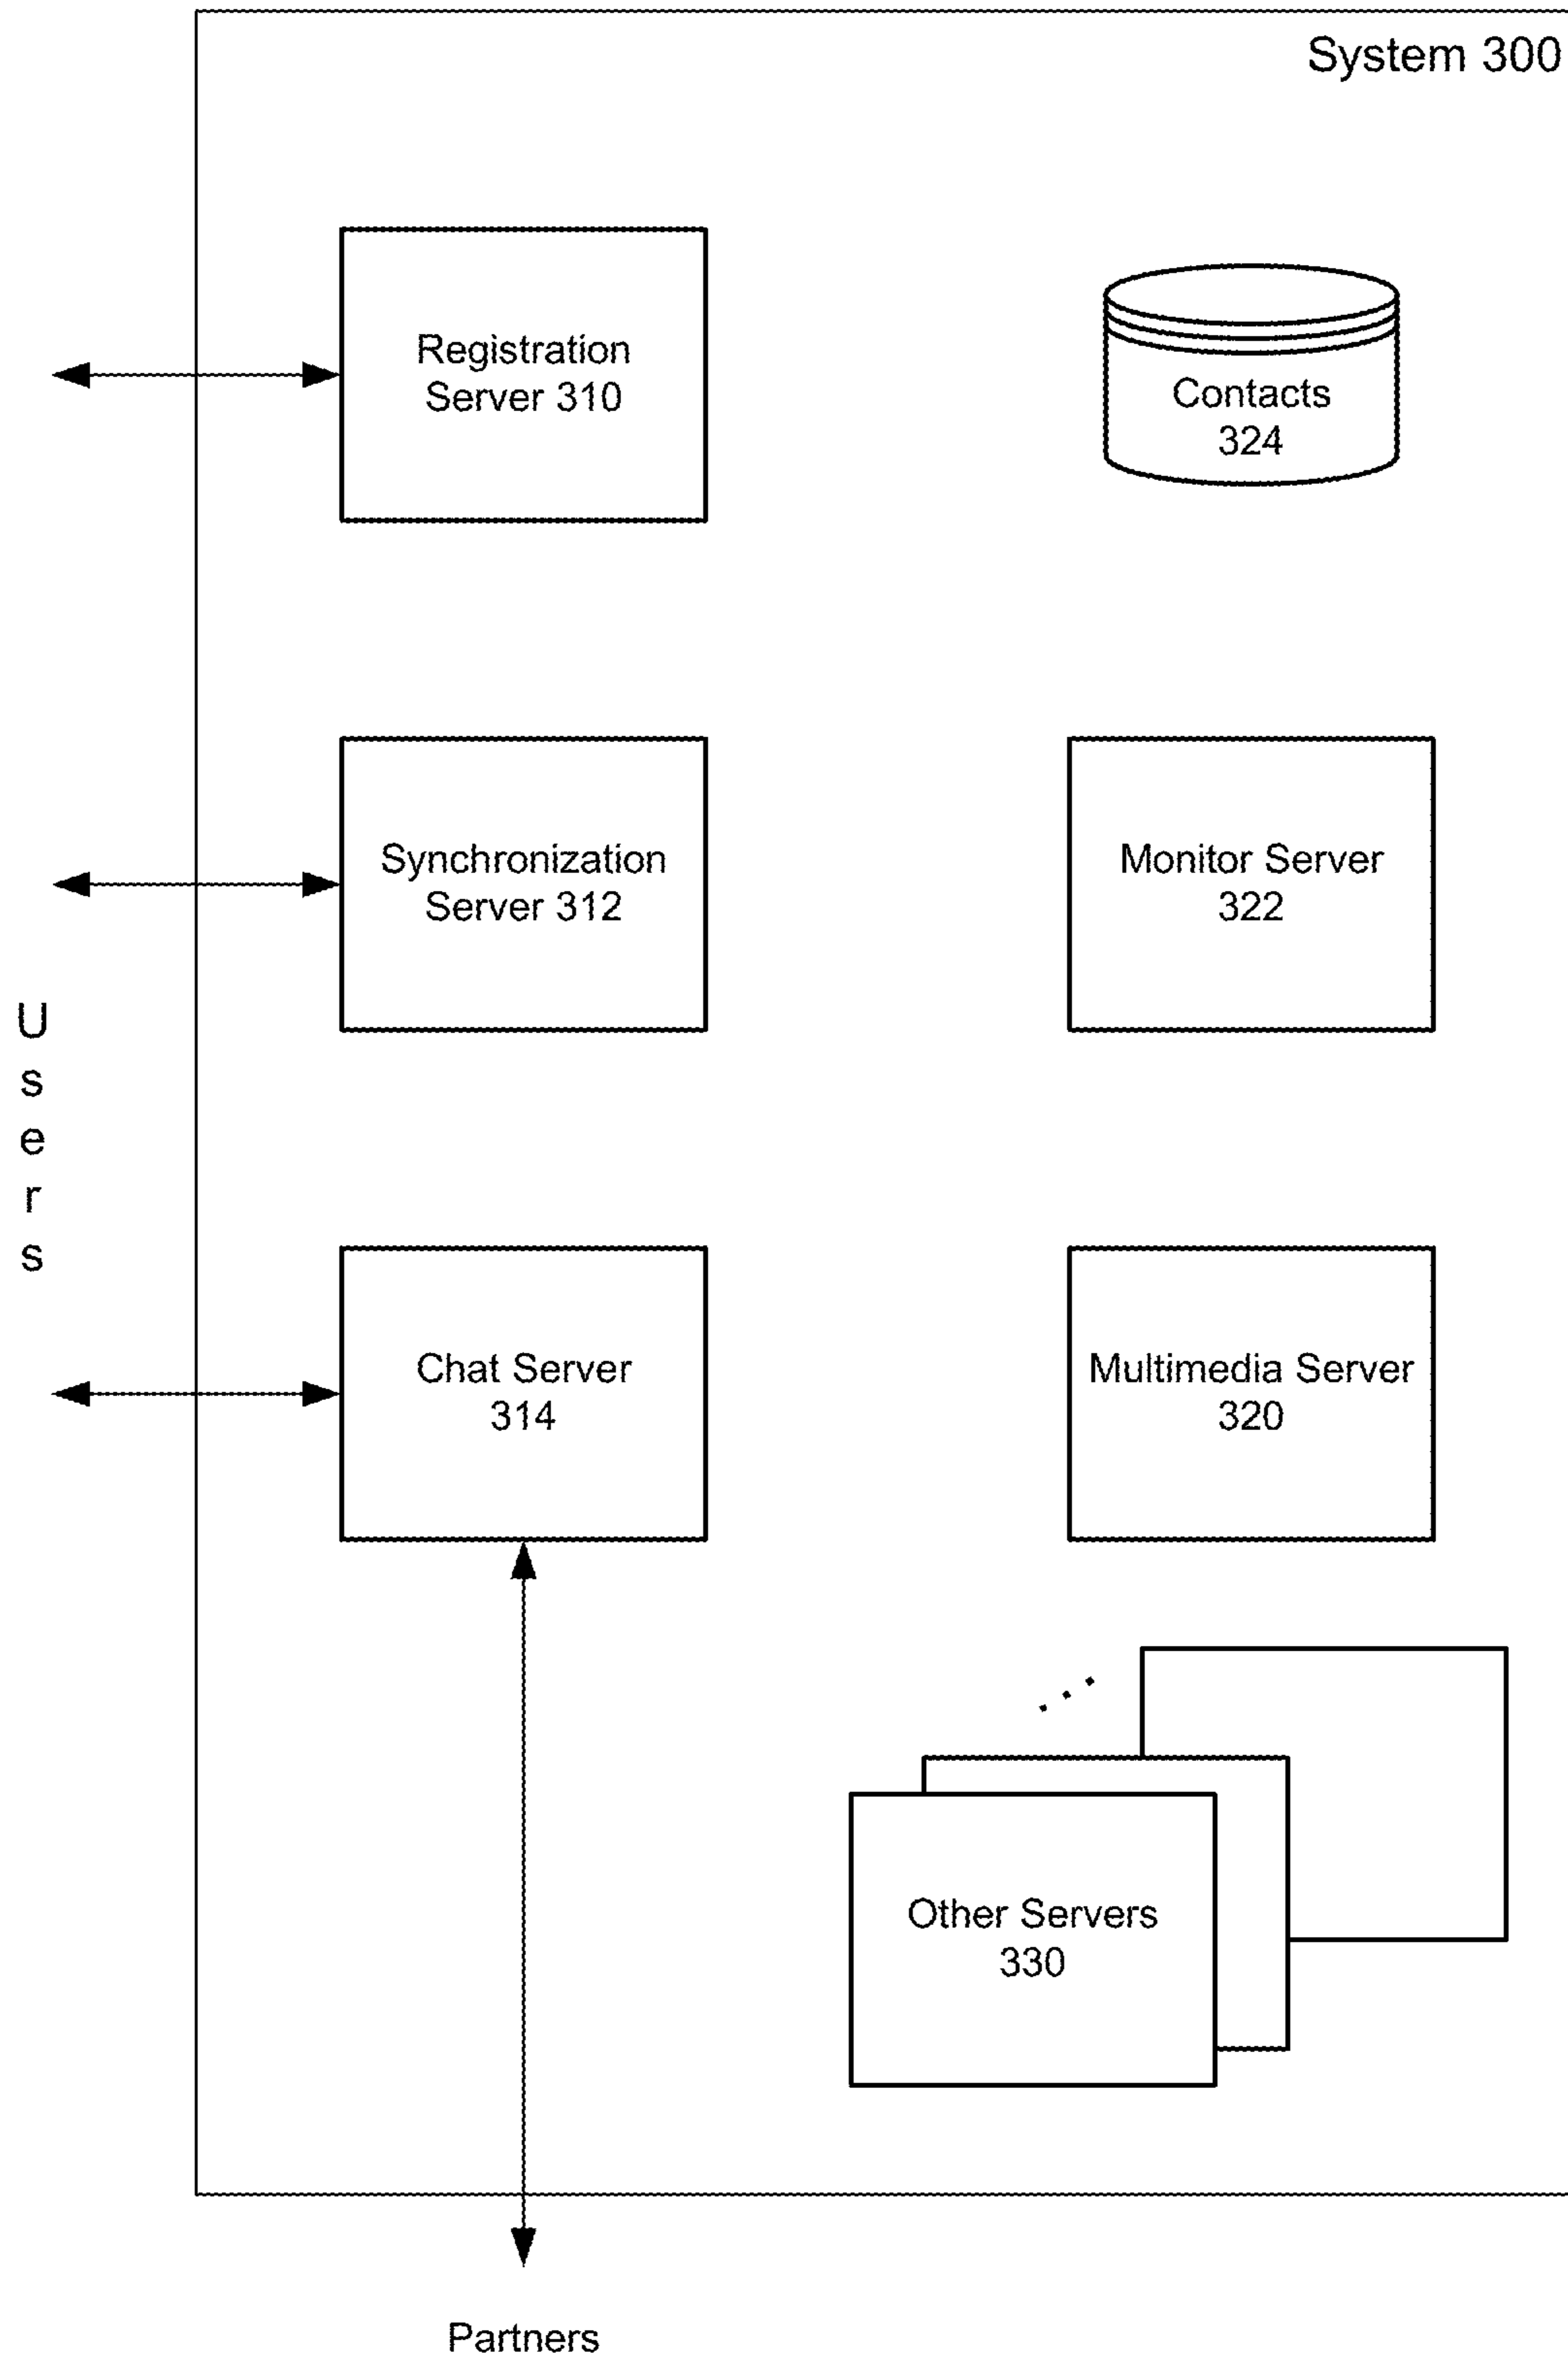 System 300
Registration
Server 310
Contacts
324
Synchronization
Server 312
Monitor Server
322
Users
Chat Server
314
Multimedia Server
320
Other Servers
330
Partners